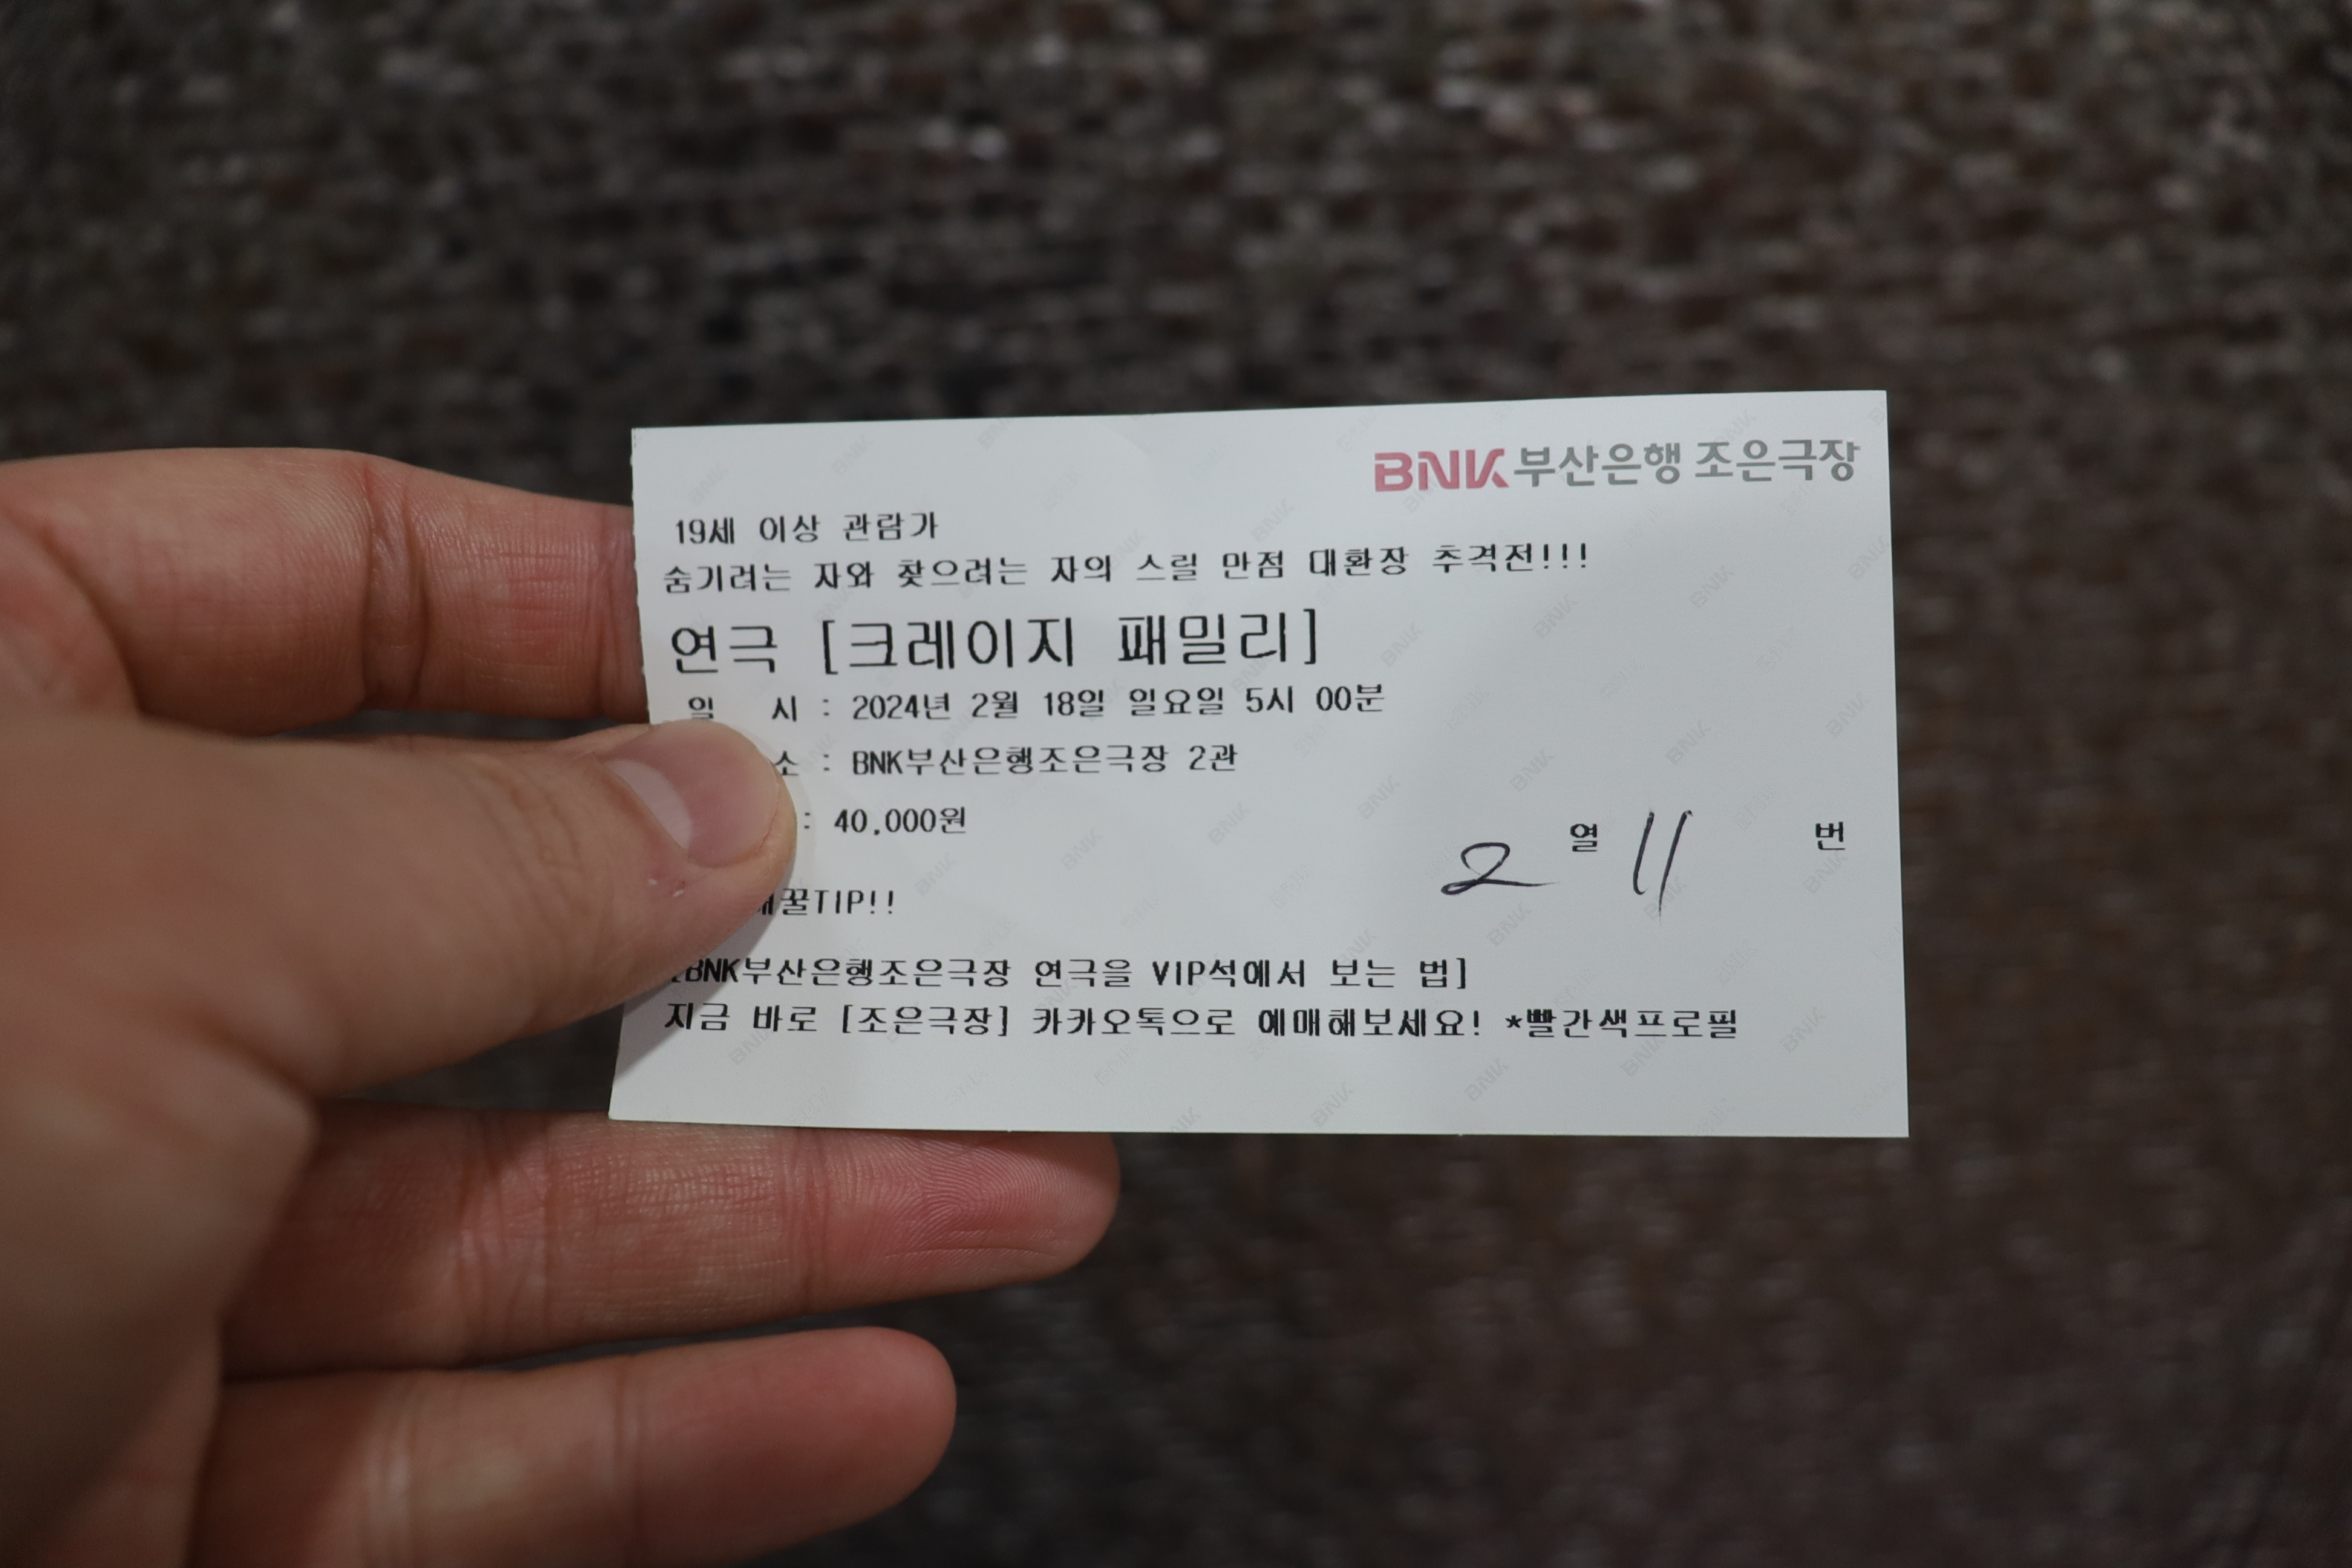 BNK부산은행 조은극장
19세 이상 관람가
숨기려는 자와 찾으려는 자의 스릴 만점 대환장 추격전!!!
연극 [크레이지 패밀리]
일 시 : 2024년 2월 18일 일요일 5시 00분
소 : BNK부산은행조은극장 2관
: 40,000원
2 열 11 번
꿀TIP!!
[BNK부산은행조은극장 연극을 VIP석에서 보는 법]
지금 바로 [조은극장] 카카오톡으로 예매해보세요! *빨간색프로필